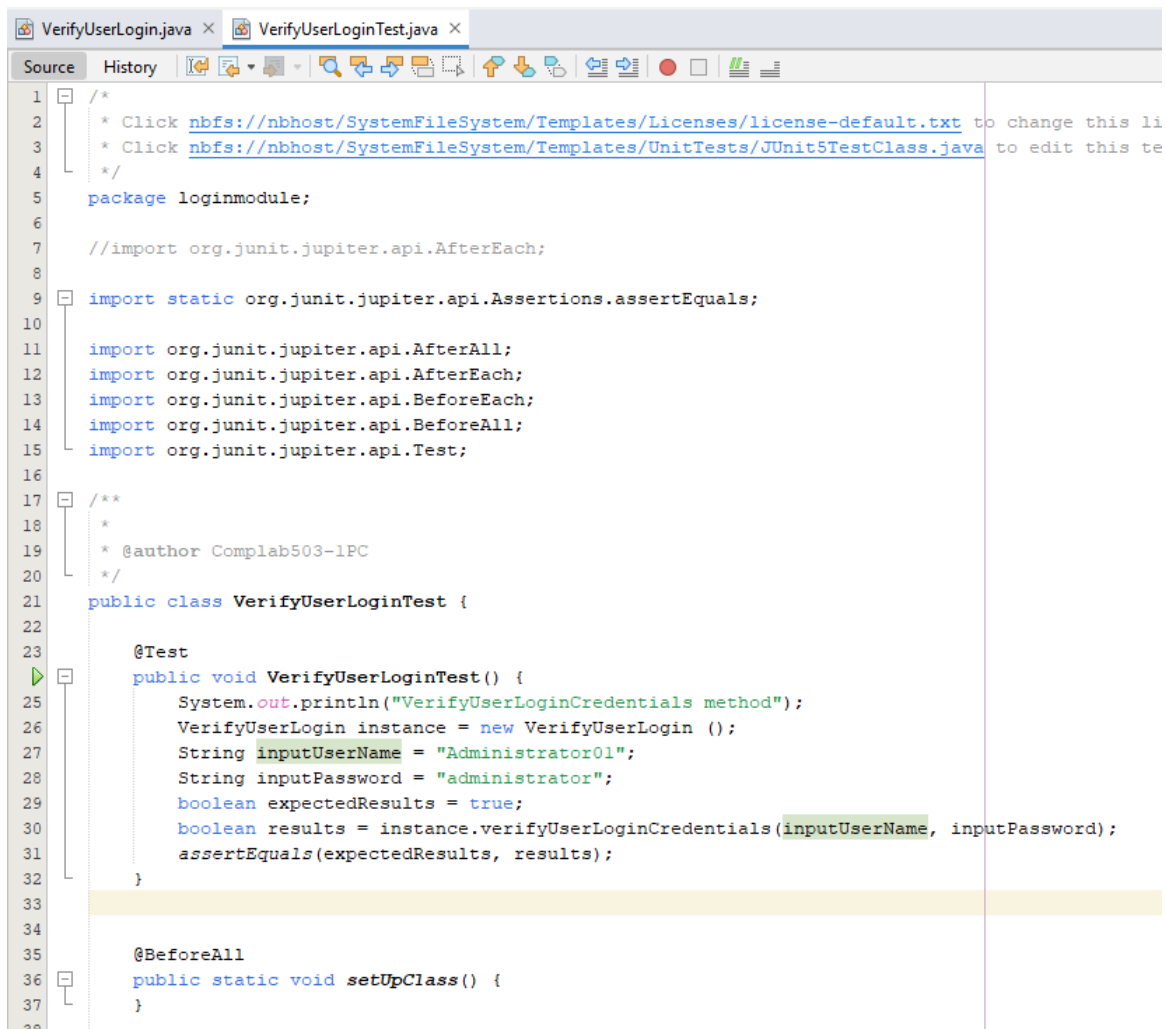 VerifyUserLogin.java × VerifyUserLoginTest.java ×
Source History
1 /*
2 * Click nbfs://nbhost/SystemFileSystem/Templates/Licenses/license-default.txt to change this li
3 * Click nbfs://nbhost/SystemFileSystem/Templates/UnitTests/JUnit5TestClass.java to edit this te
4 */
5 package loginmodule;
6
7 //import org.junit.jupiter.api.AfterEach;
8
9 import static org.junit.jupiter.api.Assertions.assertEquals;
10
11 import org.junit.jupiter.api.AfterAll;
12 import org.junit.jupiter.api.AfterEach;
13 import org.junit.jupiter.api.BeforeEach;
14 import org.junit.jupiter.api.BeforeAll;
15 import org.junit.jupiter.api.Test;
16
17 /**
18 *
19 * @author Complab503-1PC
20 */
21 public class VerifyUserLoginTest {
22
23 @Test
public void VerifyUserLoginTest() {
25 System.out.println("VerifyUserLoginCredentials method");
26 VerifyUserLogin instance = new VerifyUserLogin ();
27 String inputUserName = "Administrator01";
28 String inputPassword = "administrator";
29 boolean expectedResults = true;
30 boolean results = instance.verifyUserLoginCredentials(inputUserName, inputPassword);
31 assertEquals(expectedResults, results);
32 }
33
34
35 @BeforeAll
36 public static void setUpClass() {
37 }
38